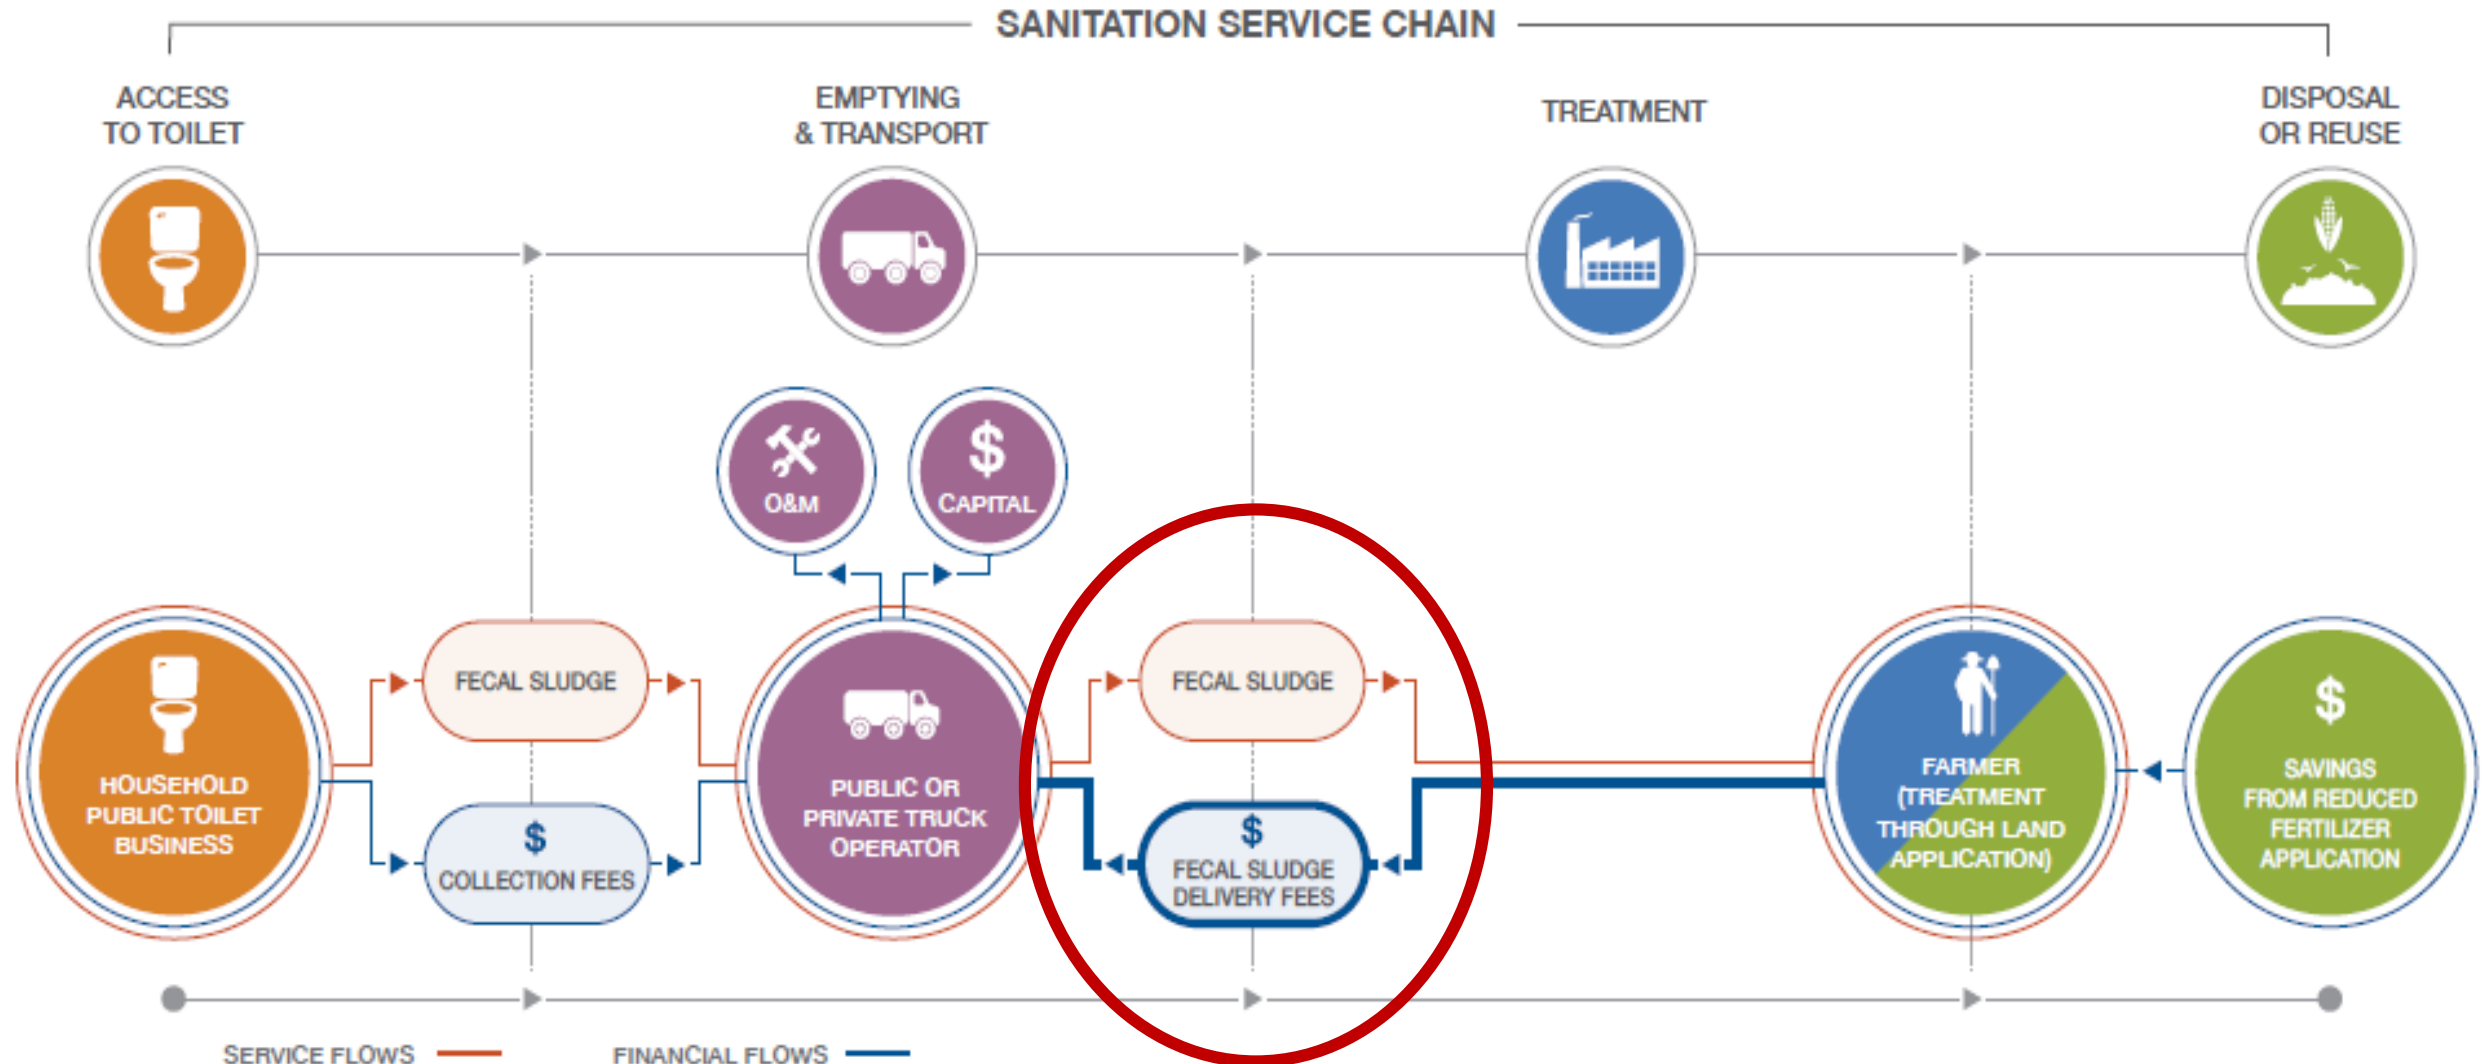 SANITATION SERVICE CHAIN
ACCESS
TO TOILET
EMPTYING
& TRANSPORT
TREATMENT
DISPOSAL
OR REUSE
O&M
$
CAPITAL
HOUSEHOLD
PUBLIC TOILET
BUSINESS
FECAL SLUDGE
$
COLLECTION FEES
PUBLIC OR
PRIVATE TRUCK
OPERATOR
FECAL SLUDGE
$
FECAL SLUDGE
DELIVERY FEES
FARMER
(TREATMENT
THROUGH LAND
APPLICATION)
$
SAVINGS
FROM REDUCED
FERTILIZER
APPLICATION
SERVICE FLOWS
FINANCIAL FLOWS